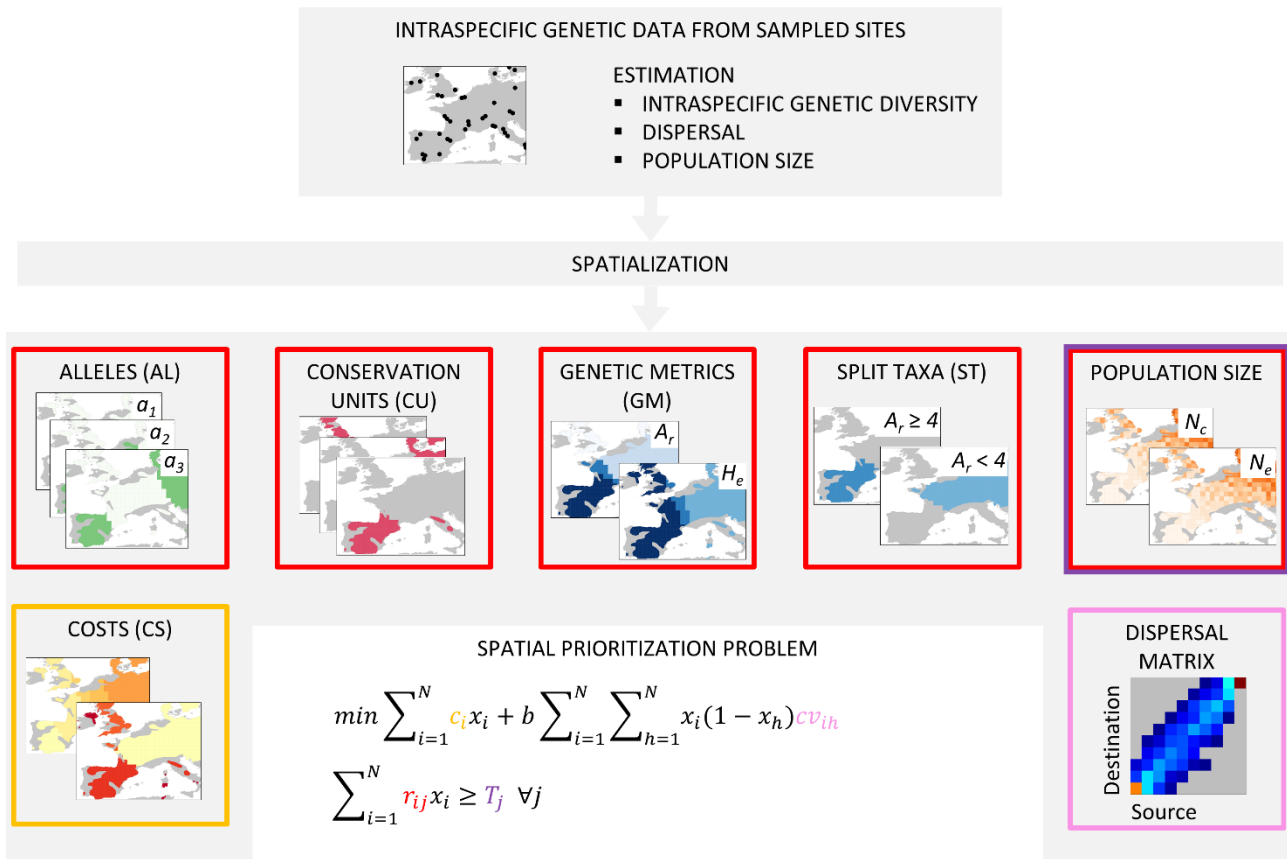 INTRASPECIFIC GENETIC DATA FROM SAMPLED SITES
ESTIMATION
▪ INTRASPECIFIC GENETIC DIVERSITY
▪ DISPERSAL
▪ POPULATION SIZE
SPATIALIZATION
ALLELES (AL)
a₁
a₂
a₃
CONSERVATION
UNITS (CU)
GENETIC METRICS
(GM)
Aᵣ
Hₑ
SPLIT TAXA (ST)
Aᵣ ≥ 4
Aᵣ < 4
POPULATION SIZE
N_c
Nₑ
COSTS (CS)
SPATIAL PRIORITIZATION PROBLEM
min ∑_{i=1}^{N} c_i x_i + b ∑_{i=1}^{N} ∑_{h=1}^{N} x_i(1 − x_h)cv_{ih}
∑_{i=1}^{N} r_{ij} x_i ≥ T_j ∀j
DISPERSAL
MATRIX
Destination
Source